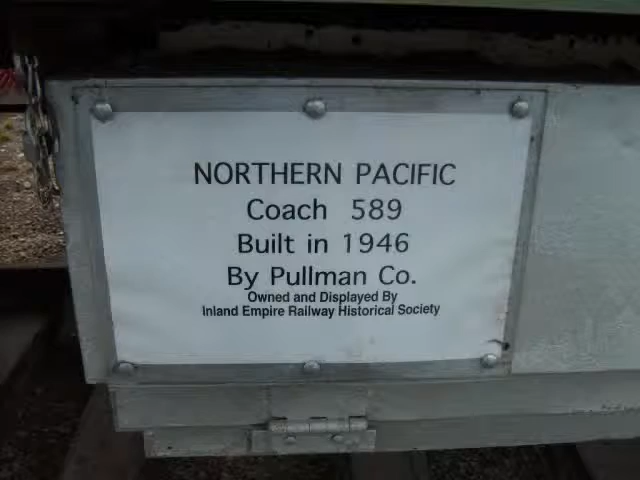 NORTHERN PACIFIC
Coach 589
Built in 1946
By Pullman Co.
Owned and Displayed By
Inland Empire Railway Historical Society